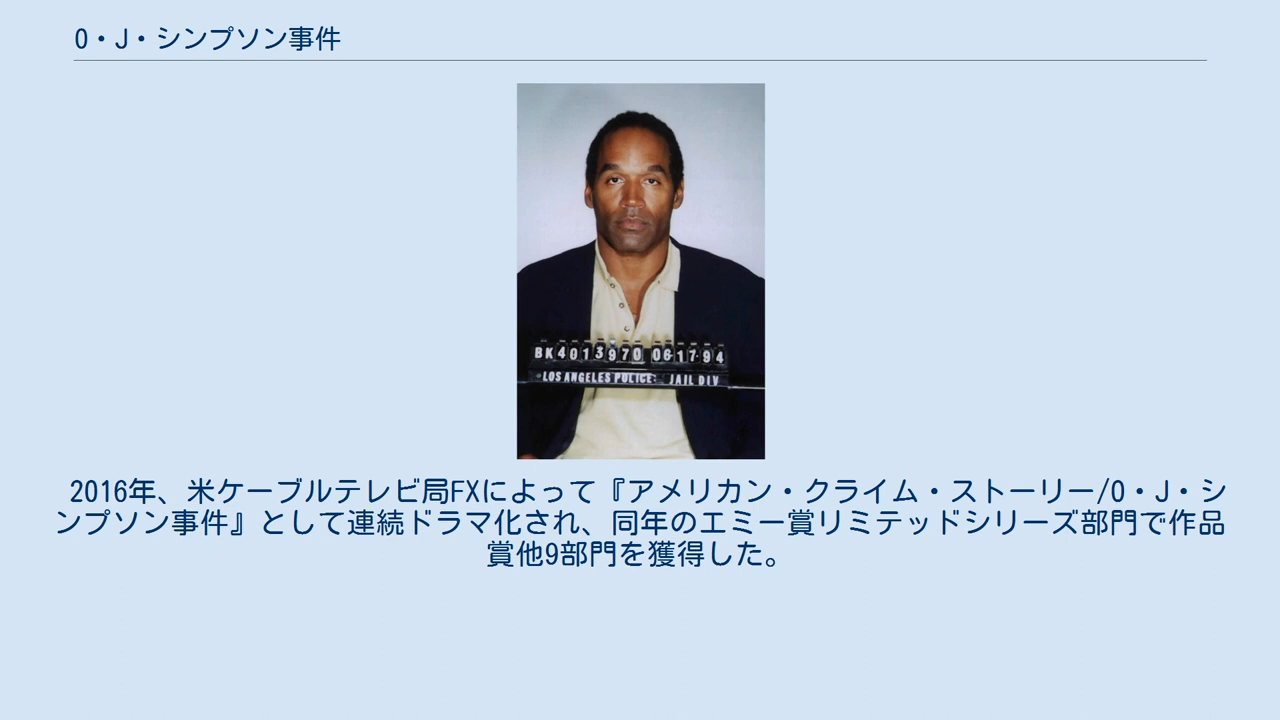 O・J・シンプソン事件
BK4013970 061794
LOS ANGELES POLICE: JAIL DIV
2016年、米ケーブルテレビ局FXによって『アメリカン・クライム・ストーリー/O・J・シ
ンプソン事件』として連続ドラマ化され、同年のエミー賞リミテッドシリーズ部門で作品
賞他9部門を獲得した。